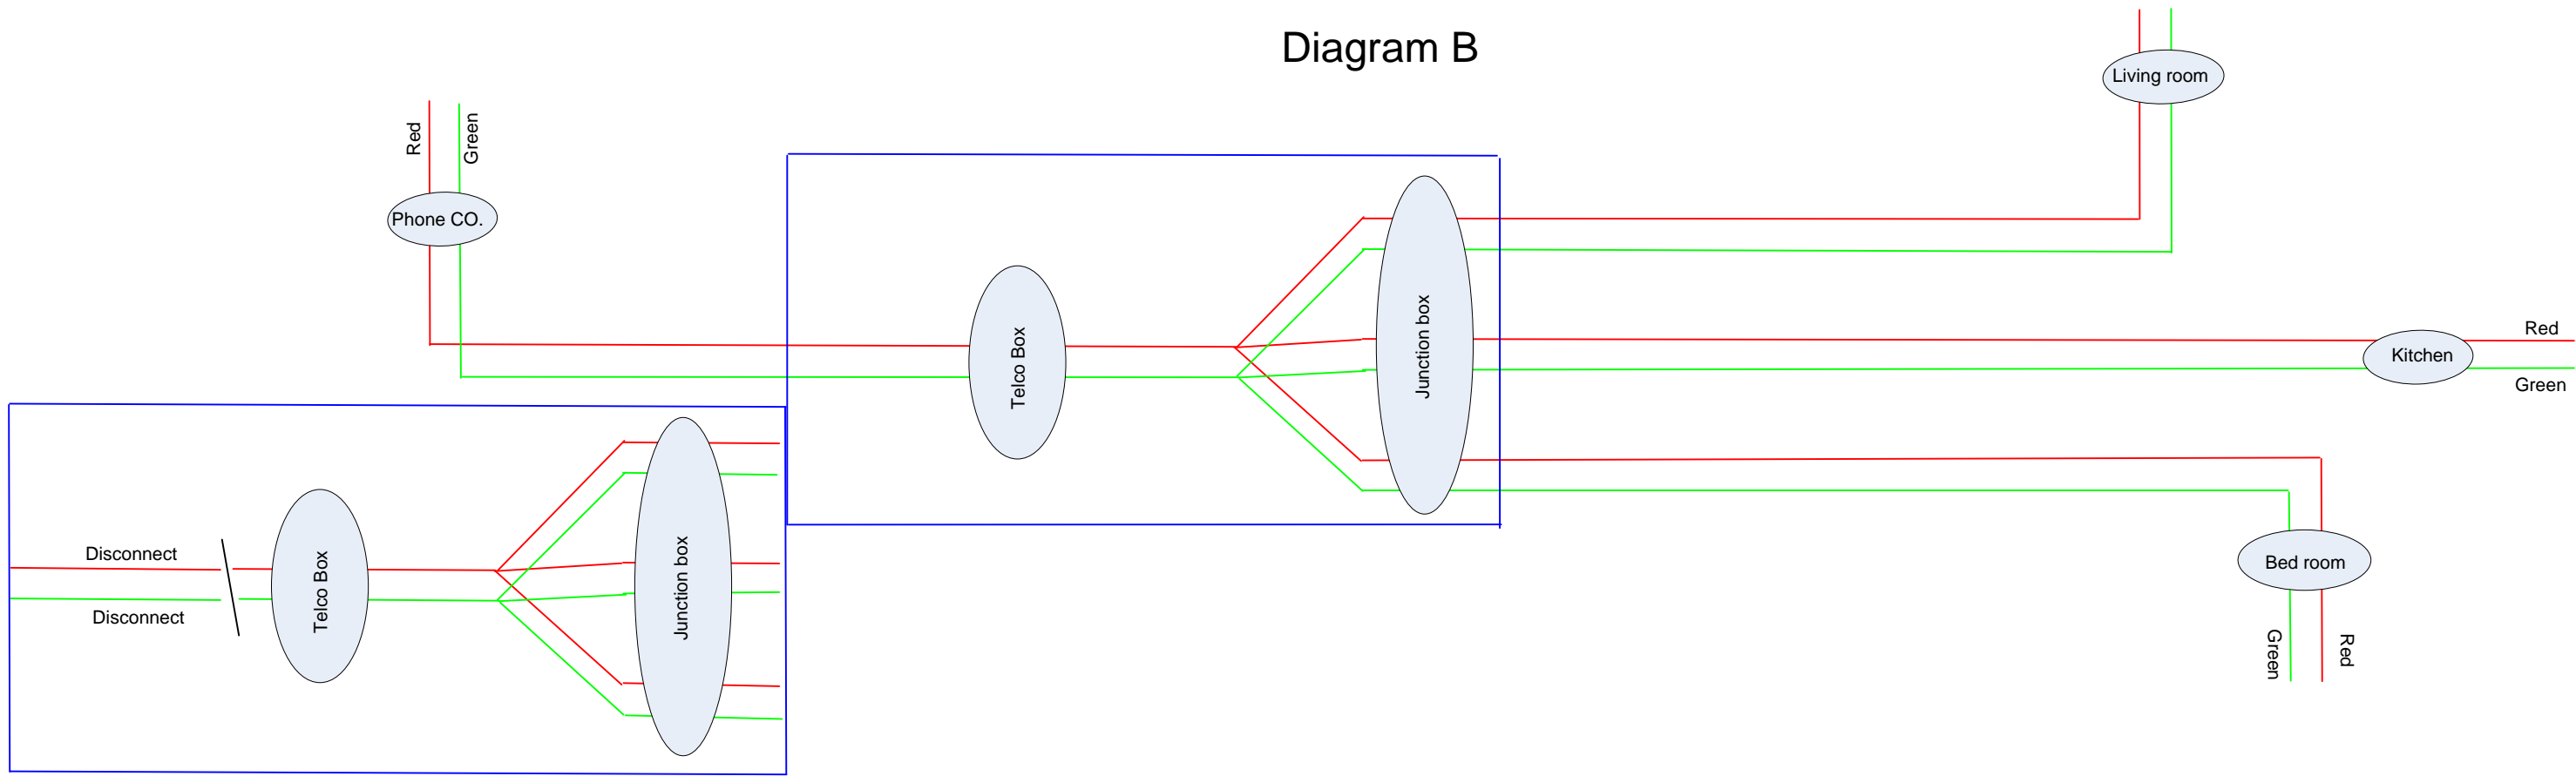 Diagram B
Living room
Red
Green
Phone CO.
Telco Box
Junction box
Red
Kitchen
Green
Disconnect
Disconnect
Telco Box
Junction box
Bed room
Green
Red